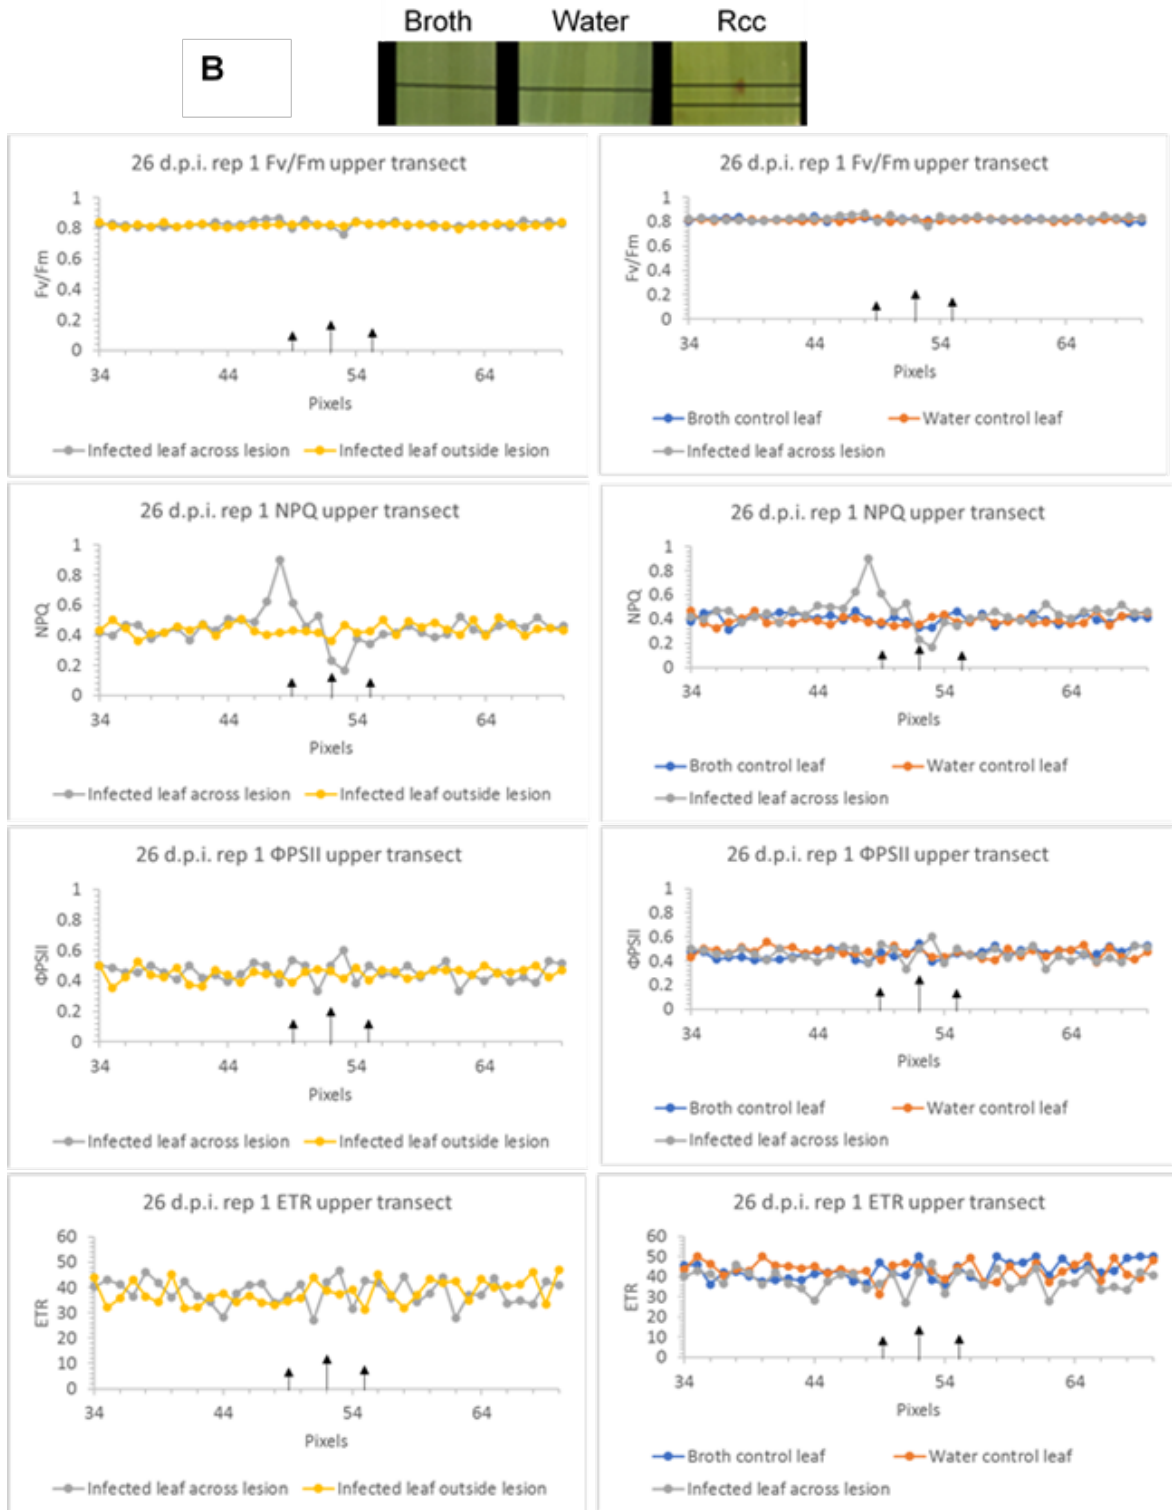 Broth Water Rcc
B
26 d.p.i. rep 1 Fv/Fm upper transect
1
0.8
0.6
0.4
0.2
0
Fv/Fm
34 44 54 64
Pixels
Infected leaf across lesion Infected leaf outside lesion
26 d.p.i. rep 1 Fv/Fm upper transect
1
0.8
0.6
0.4
0.2
0
Fv/Fm
34 44 54 64
Pixels
Broth control leaf Water control leaf
Infected leaf across lesion
26 d.p.i. rep 1 NPQ upper transect
1
0.8
0.6
0.4
0.2
0
NPQ
34 44 54 64
Pixels
Infected leaf across lesion Infected leaf outside lesion
26 d.p.i. rep 1 NPQ upper transect
1
0.8
0.6
0.4
0.2
0
NPQ
34 44 54 64
Pixels
Broth control leaf Water control leaf
Infected leaf across lesion
26 d.p.i. rep 1 ΦPSII upper transect
1
0.8
0.6
0.4
0.2
0
ΦPSII
34 44 54 64
Pixels
Infected leaf across lesion Infected leaf outside lesion
26 d.p.i. rep 1 ΦPSII upper transect
1
0.8
0.6
0.4
0.2
0
ΦPSII
34 44 54 64
Pixels
Broth control leaf Water control leaf
Infected leaf across lesion
26 d.p.i. rep 1 ETR upper transect
60
50
40
30
20
10
0
ETR
34 44 54 64
Pixels
Infected leaf across lesion Infected leaf outside lesion
26 d.p.i. rep 1 ETR upper transect
60
50
40
30
20
10
0
ETR
34 44 54 64
Pixels
Broth control leaf Water control leaf
Infected leaf across lesion